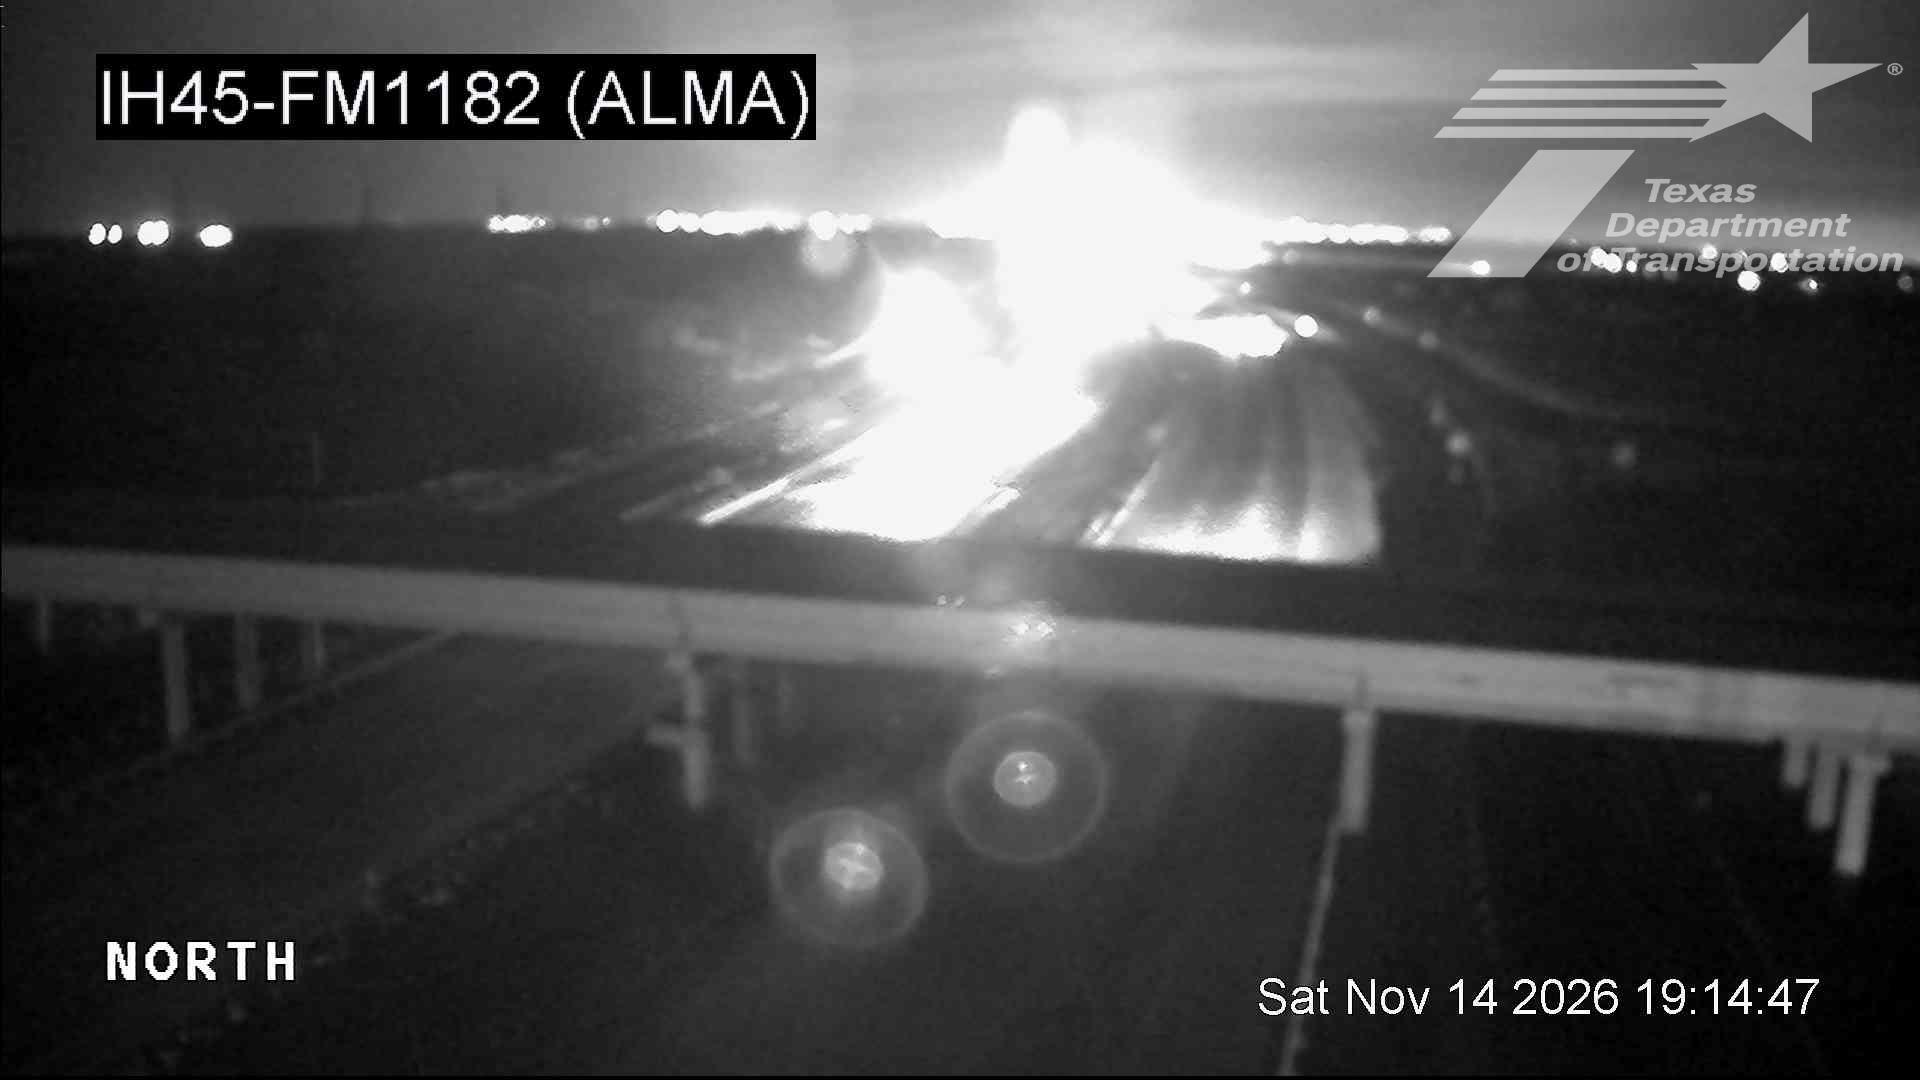 IH45-FM1182 (ALMA)
®
Texas
Department
of Transportation
NORTH
Sat Nov 14 2026 19:14:47